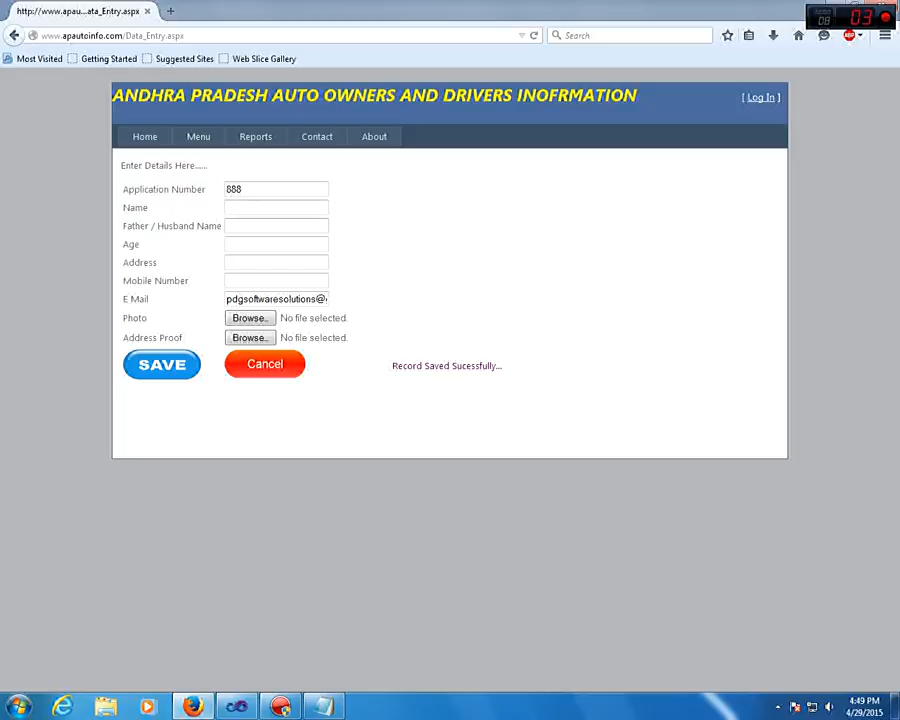 http://www.apau...ata_Entry.aspx
03
08
www.apautoinfo.com/Data_Entry.aspx
Search
ABP
Most Visited
Getting Started
Suggested Sites
Web Slice Gallery
ANDHRA PRADESH AUTO OWNERS AND DRIVERS INOFRMATION
[ Log In ]
Home
Menu
Reports
Contact
About
Enter Details Here......
Application Number
888
Name
Father / Husband Name
Age
Address
Mobile Number
E Mail
pdgsoftwaresolutions@
Photo
Browse..
No file selected.
Address Proof
Browse..
No file selected.
SAVE
Cancel
Record Saved Sucessfully...
4:49 PM
4/29/2015